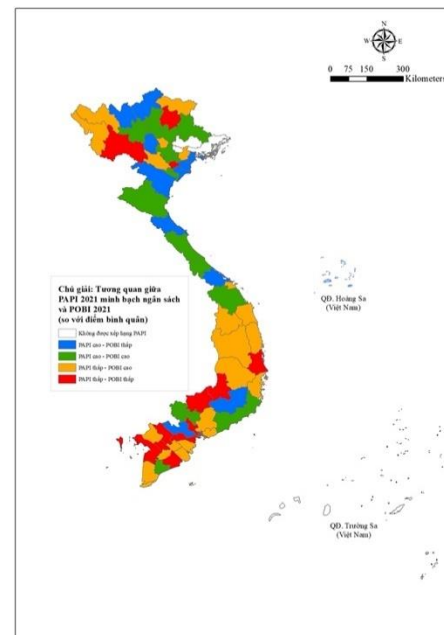 N
W E
S
0 75 150 300
Kilometers
QĐ. Hoàng Sa
(Việt Nam)
Chú giải: Tương quan giữa
PAPI 2021 minh bạch ngân sách
và POBI 2021
(so với điểm bình quân)
Không được xếp hạng PAPI
PAPI cao - POBI thấp
PAPI cao - POBI cao
PAPI thấp - POBI cao
PAPI thấp - POBI thấp
QĐ. Trường Sa
(Việt Nam)